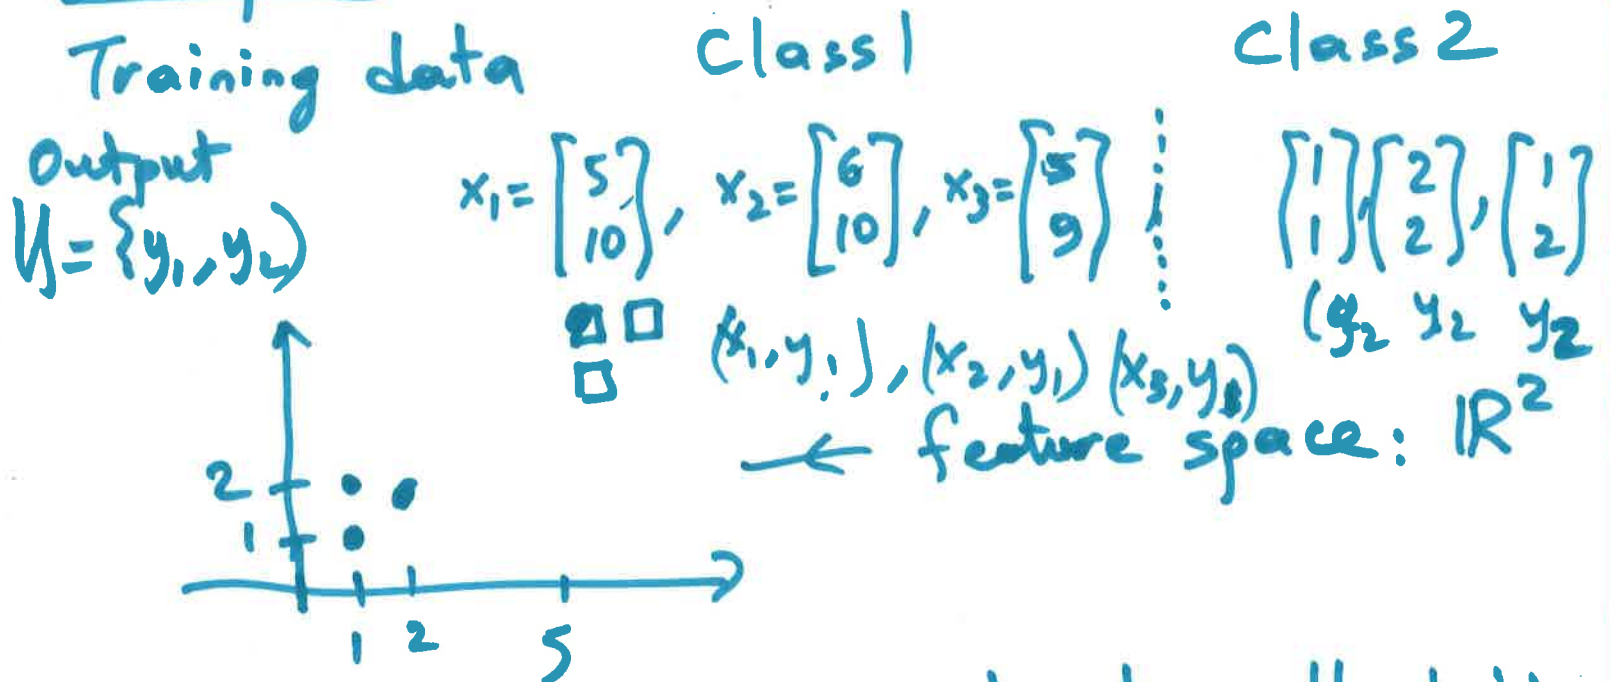 Training data Class 1 Class 2
Output
Y = {y₁, y₂)
x₁ = [5 10], x₂ = [6 10], x₃ = [5 9] [1 1], [2 2], [1 2]
(y₂ y₂ y₂
(x₁, y₁), (x₂, y₁) (x₃, y₁)
← feature space: ℝ²
2
1
1 2 5